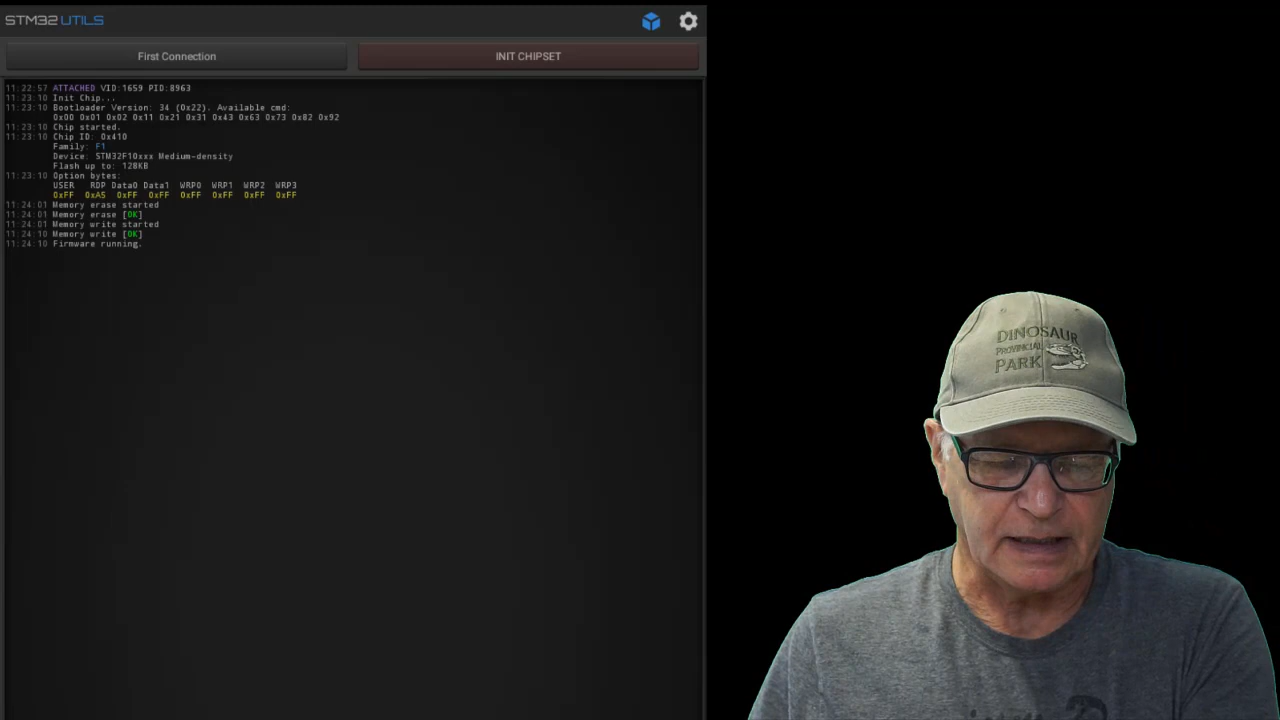 STM32 UTILS
First Connection
INIT CHIPSET
11:22:57 ATTACHED VID:1659 PID:8963
11:23:10 Init Chip...
11:23:10 Bootloader Version: 34 (0x22). Available cmd:
0x00 0x01 0x02 0x11 0x21 0x31 0x43 0x63 0x73 0x82 0x92
11:23:10 Chip started.
11:23:10 Chip ID: 0x410
Family: F1
Device: STM32F10xxx Medium-density
Flash up to: 128KB
11:23:10 Option bytes:
USER RDP Data0 Data1 WRP0 WRP1 WRP2 WRP3
0xFF 0xA5 0xFF 0xFF 0xFF 0xFF 0xFF 0xFF
11:24:01 Memory erase started
11:24:01 Memory erase [OK]
11:24:01 Memory write started
11:24:10 Memory write [OK]
11:24:10 Firmware running.
DINOSAUR
PROVINCIAL
PARK